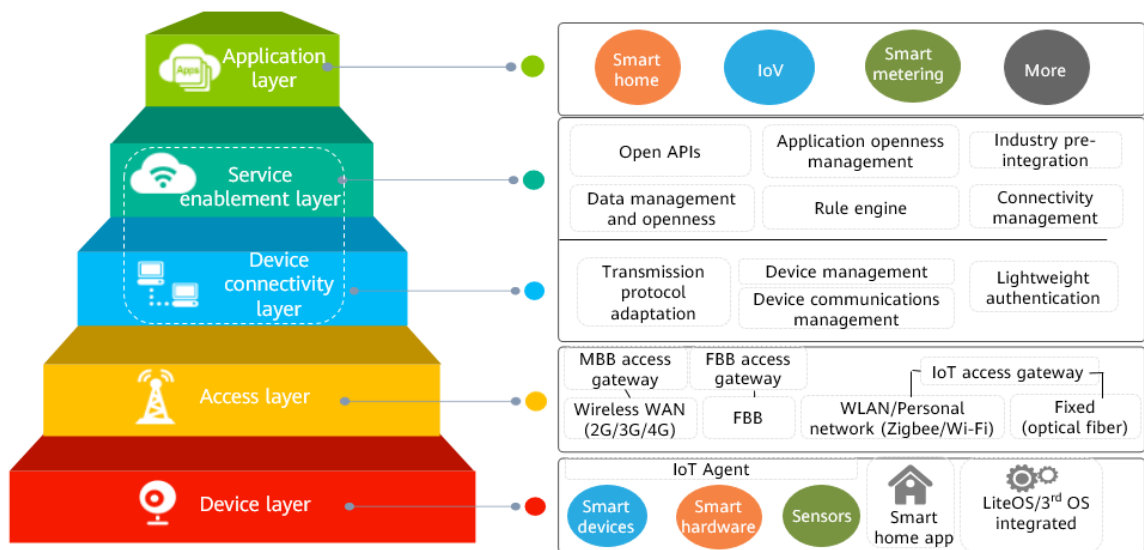 Apps
Application
layer
Smart
home
IoV
Smart
metering
More
Service
enablement layer
Open APIs
Application openness
management
Industry pre-
integration
Data management
and openness
Rule engine
Connectivity
management
Device
connectivity
layer
Transmission
protocol
adaptation
Device management
Device communications
management
Lightweight
authentication
Access layer
MBB access
gateway
FBB access
gateway
IoT access gateway
Wireless WAN
(2G/3G/4G)
FBB
WLAN/Personal
network (Zigbee/Wi-Fi)
Fixed
(optical fiber)
Device layer
IoT Agent
Smart
devices
Smart
hardware
Sensors
Smart
home app
LiteOS/3rd OS
integrated